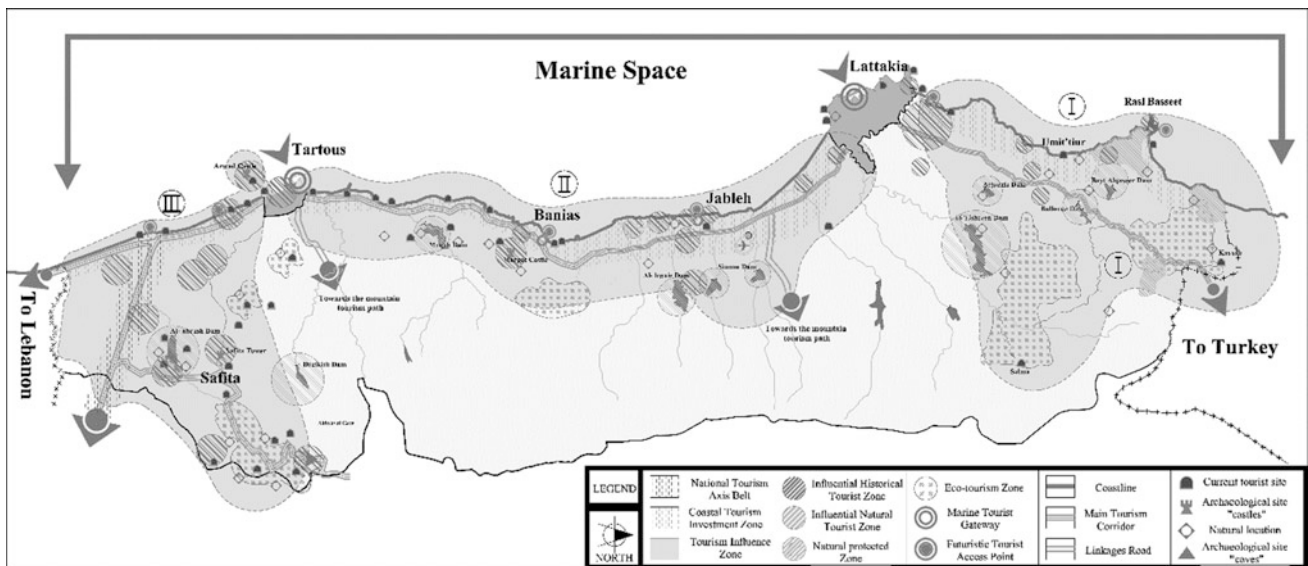 Marine Space
Lattakia
Rasl Basseet
I
Umit'tiur
Tartous
II
III
Banias
Jableh
Margat Castle
I
Towards the mountain
tourism path
Towards the mountain
tourism path
To Lebanon
To Turkey
Safita Tower
Safita
Salma
LEGEND
NORTH
National Tourism
Axis Belt
Coastal Tourism
Investment Zone
Tourism Influence
Zone
Influential Historical
Tourist Zone
Influential Natural
Tourist Zone
Natural protected
Zone
Eco-tourism Zone
Marine Tourist
Gateway
Futuristic Tourist
Access Point
Coastline
Main Tourism
Corridor
Linkages Road
Current tourist site
Archaeological site
"castles"
Natural location
Archaeological site
"caves"